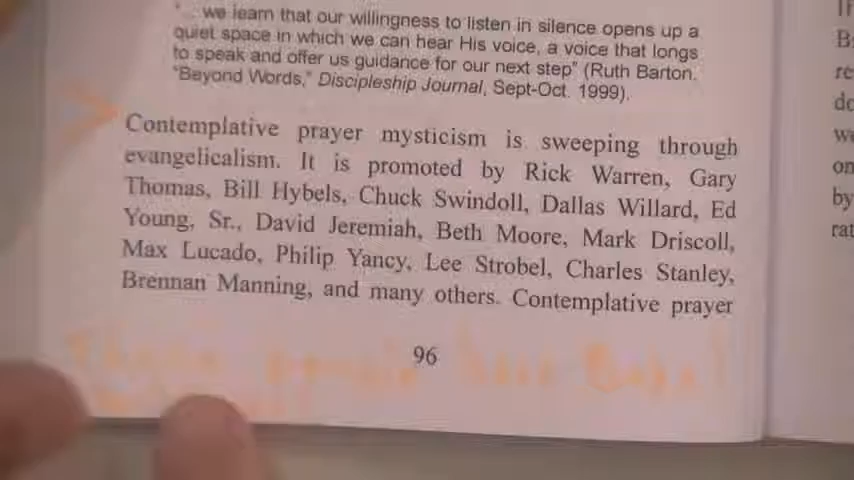 "... we learn that our willingness to listen in silence opens up a
quiet space in which we can hear His voice, a voice that longs
to speak and offer us guidance for our next step" (Ruth Barton.
"Beyond Words," Discipleship Journal, Sept-Oct. 1999).
Contemplative prayer mysticism is sweeping through
evangelicalism. It is promoted by Rick Warren, Gary
Thomas, Bill Hybels, Chuck Swindoll, Dallas Willard, Ed
Young, Sr., David Jeremiah, Beth Moore, Mark Driscoll,
Max Lucado, Philip Yancy, Lee Strobel, Charles Stanley,
Brennan Manning, and many others. Contemplative prayer
96